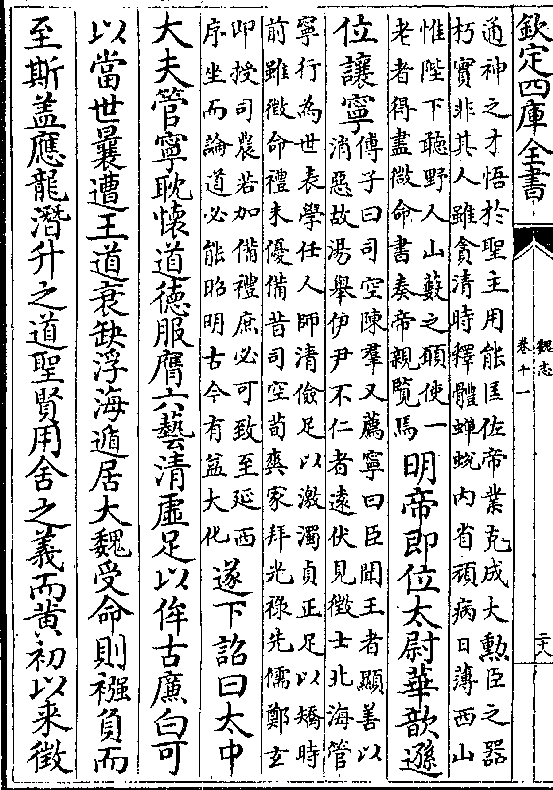 欽定四庫全書
魏志
卷十一
二十八
通神之才悟於聖主用能匡佐帝業克成大勲臣之器
朽實非其人雖貪清時釋體蟬蛻内省頑病日薄西山
惟陛下聽野人山藪之願使一
老者得盡微命書奏帝親覽焉
明帝即位太尉華歆遜
位讓寧
傅子曰司空陳羣又薦寧曰臣聞王者顯善以
消惡故湯舉伊尹不仁者逺伏見徵士北海管
寧行為世表學任人師清儉足以激濁貞正足以矯時
前雖徵命禮未優備昔司空荀爽家拜光祿先儒鄭𤣥
即授司農若加備禮庶必可致至延西
序坐而論道必能昭明古今有益大化
遂下詔曰太中
大夫管寧耽懐道德服膺六藝清虚足以侔古㢘白可
以當世曩遭王道衰缺浮海遁居大魏受命則襁負而
至斯盖應龍潛升之道聖賢用舍之義而黄初以来徵